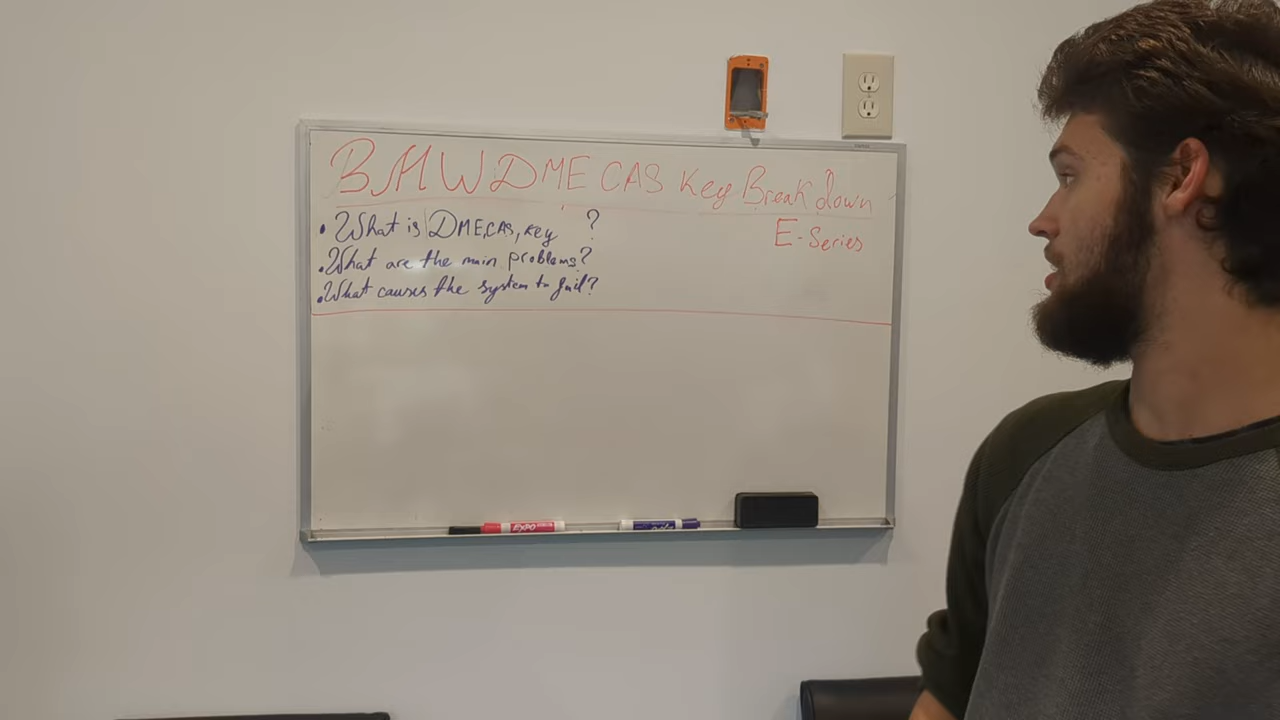 BMW DME CAS Key Break down
E-Series
• What is DME, CAS, Key ?
• What are the main problems?
• What causes the system to fail?
EXPO